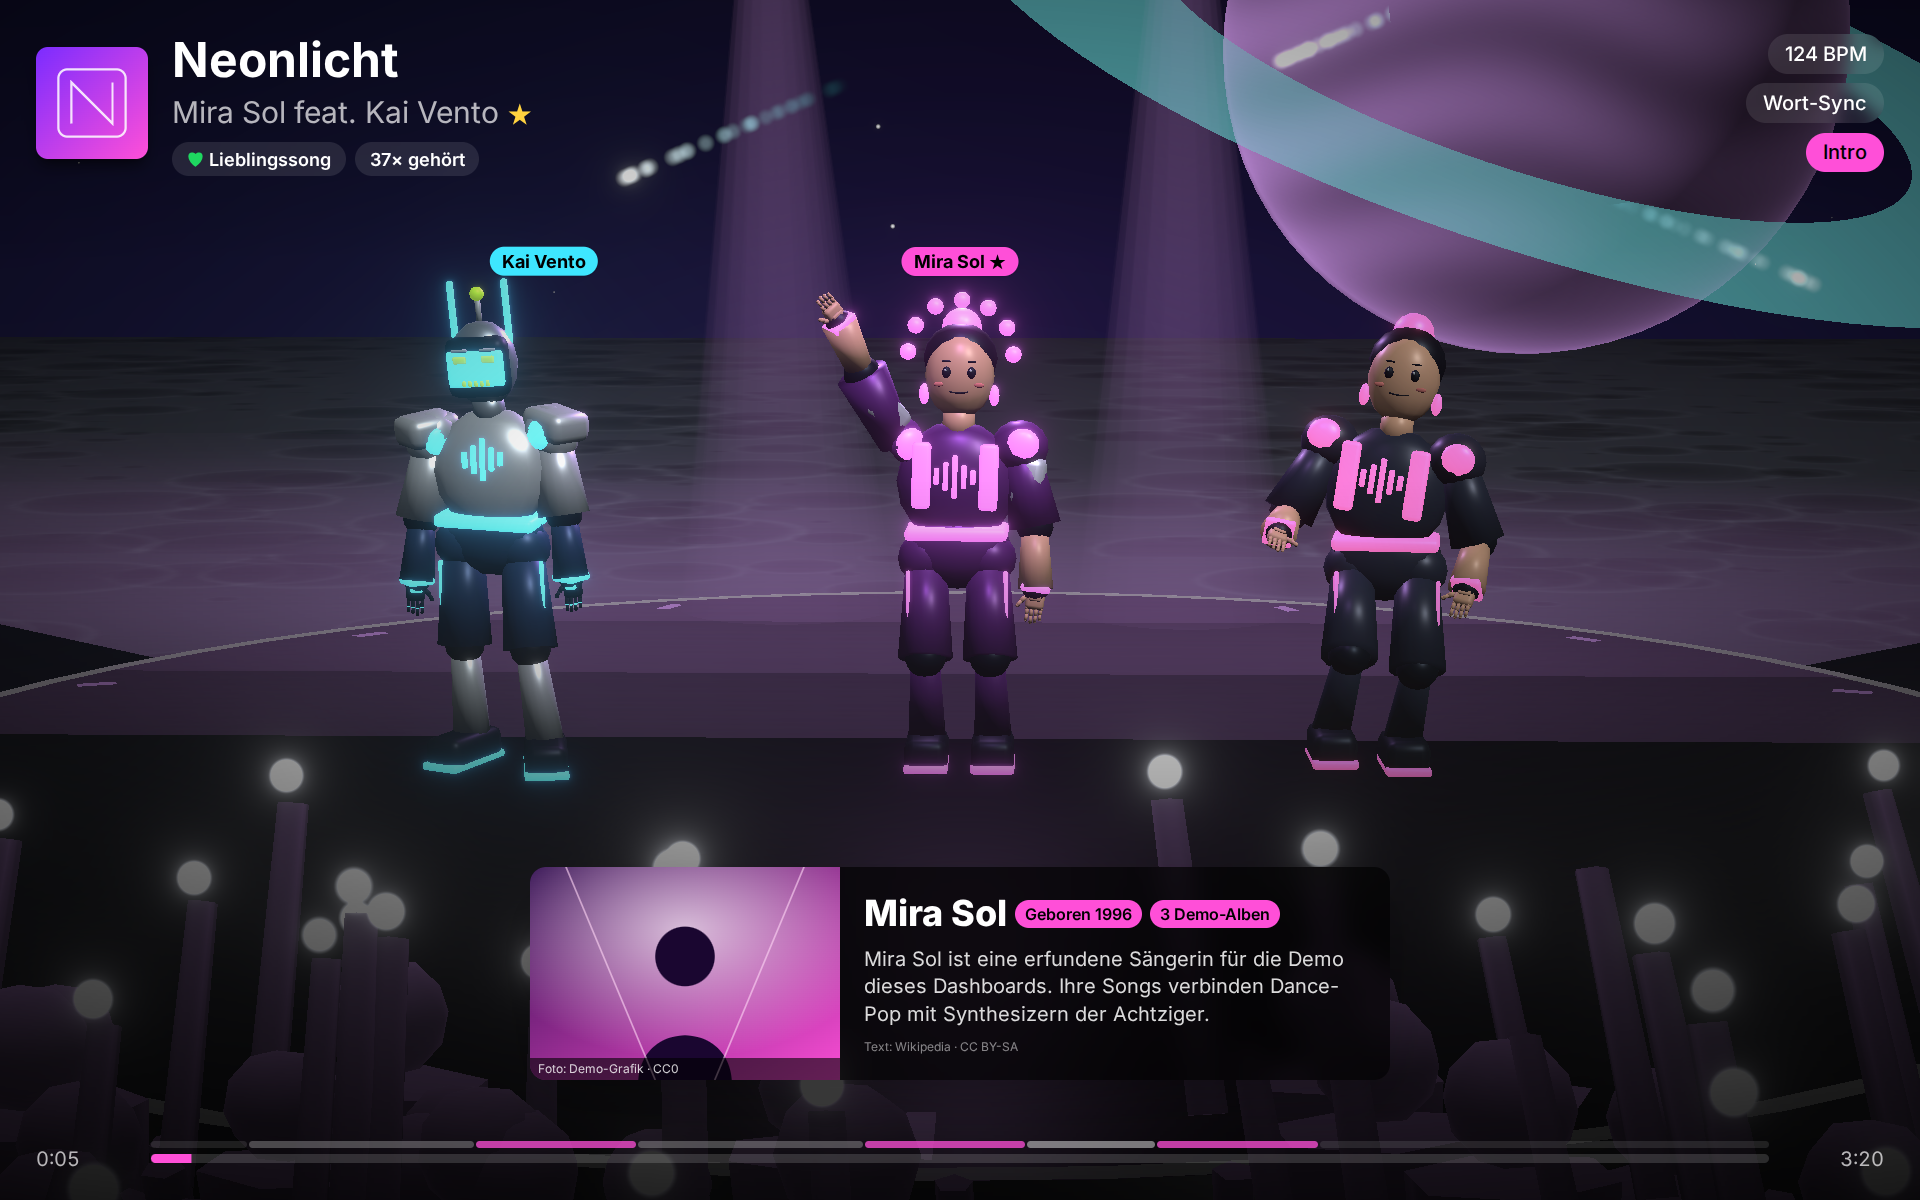 N
Neonlicht
Mira Sol feat. Kai Vento ★
Lieblingssong
37× gehört
124 BPM
Wort-Sync
Intro
Kai Vento
Mira Sol ★
Mira Sol
Geboren 1996
3 Demo-Alben
Mira Sol ist eine erfundene Sängerin für die Demo
dieses Dashboards. Ihre Songs verbinden Dance-
Pop mit Synthesizern der Achtziger.
Text: Wikipedia · CC BY-SA
Foto: Demo-Grafik · CC0
0:05
3:20